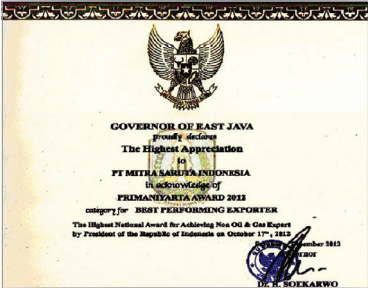 GOVERNOR OF EAST JAVA
proudly declares
The Highest Appreciation
to
PT MITRA SARUTA INDONESIA
in acknowledge of
PRIMANIYARTA AWARD 2012
category for BEST PERFORMING EXPORTER
The Highest National Award for Achieving Non Oil & Gas Export
by President of the Republic of Indonesia on October 17th, 2012
2012
Dr. H. SOEKARWO